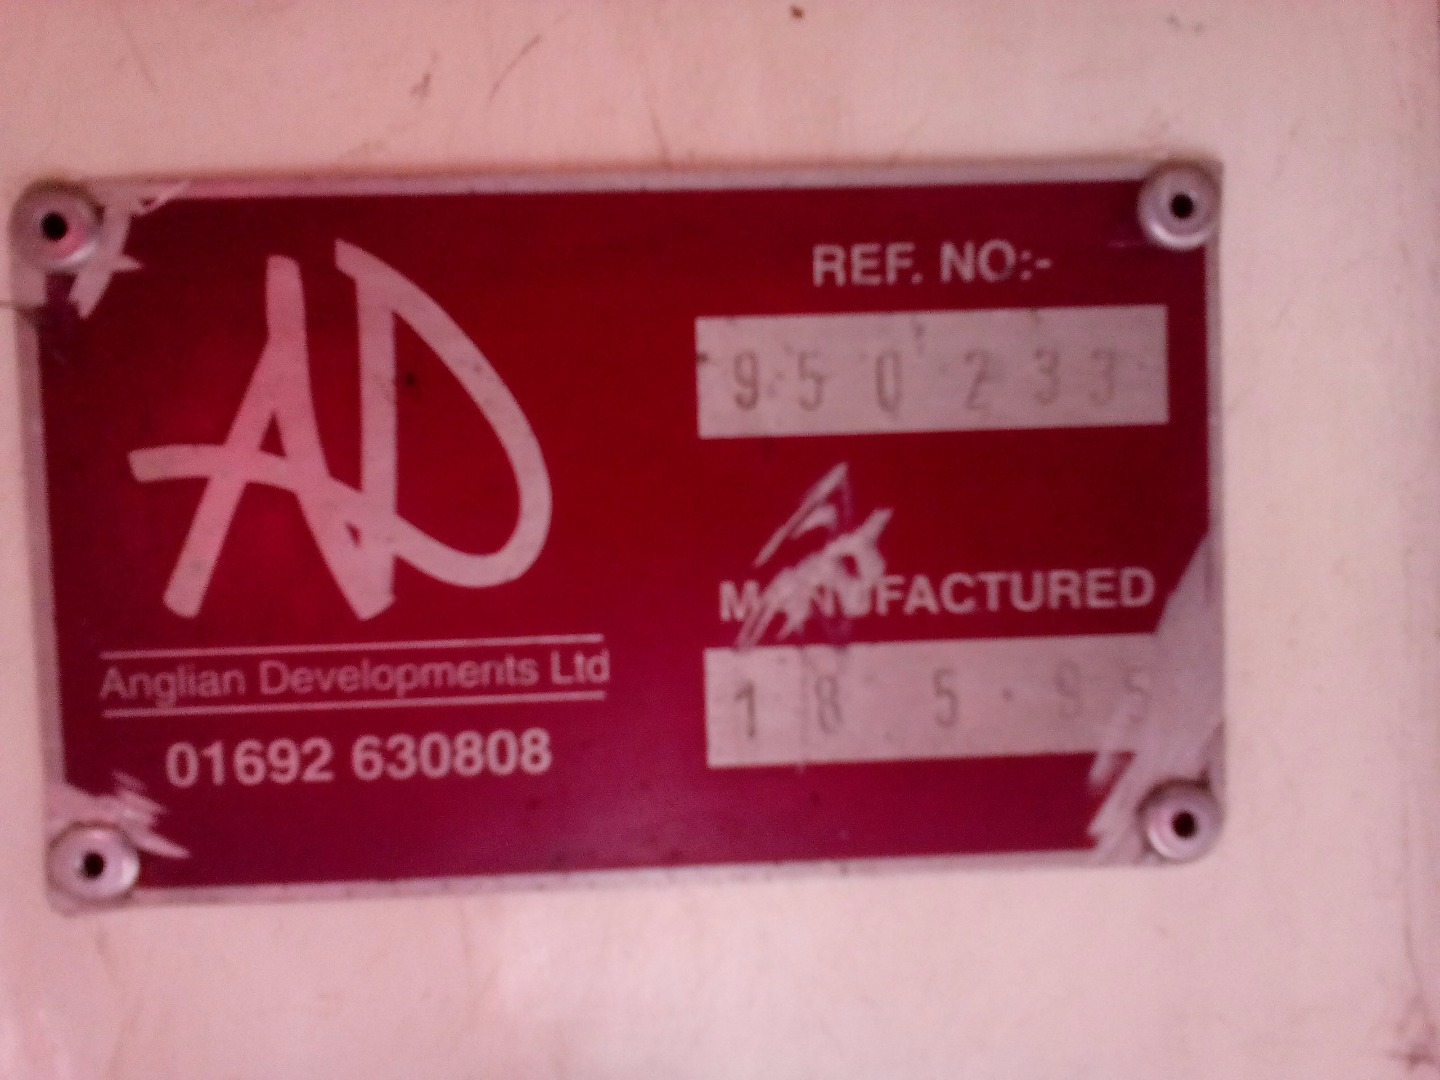 AD
Anglian Developments Ltd
01692 630808
REF. NO:-
950233
MANUFACTURED
18 5·95